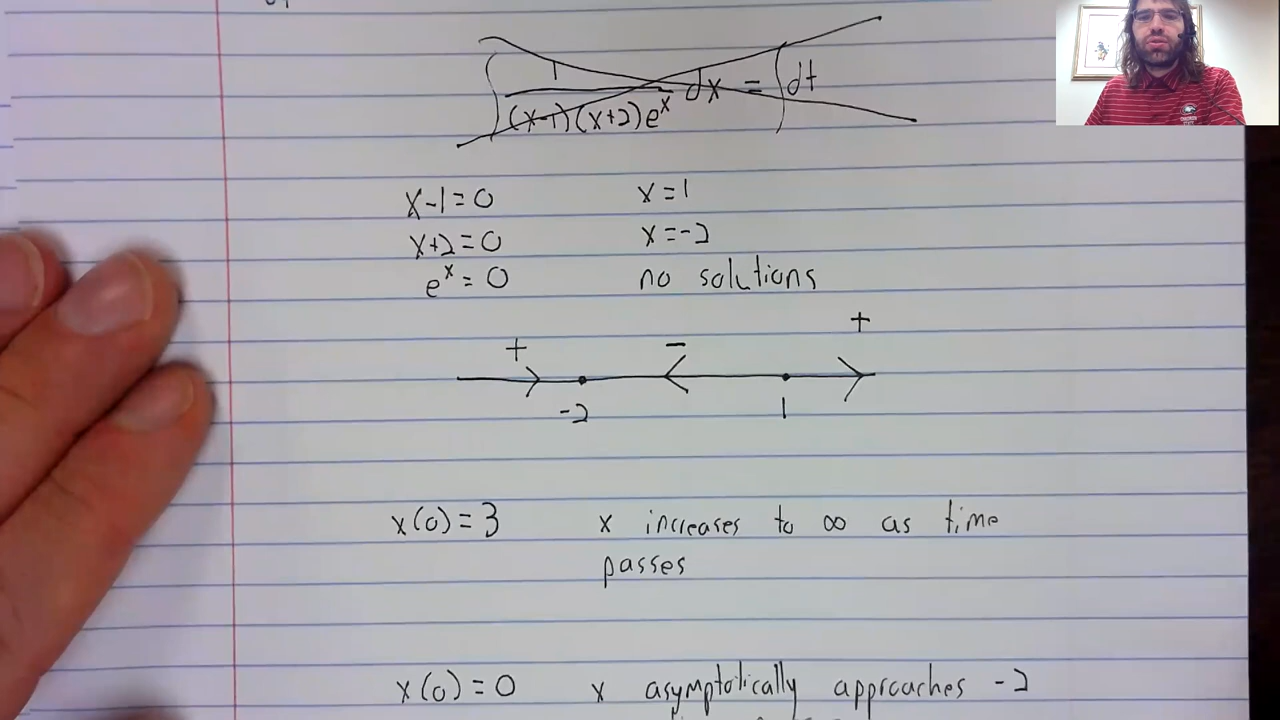 ∫ 1/((x-1)(x+2)e^x) dx = ∫ dt
x-1=0 x=1
x+2=0 x=-2
e^x=0 no solutions
+ - +
-2 1
x(0)=3 x increases to ∞ as time
passes
x(0)=0 x asymptotically approaches -2